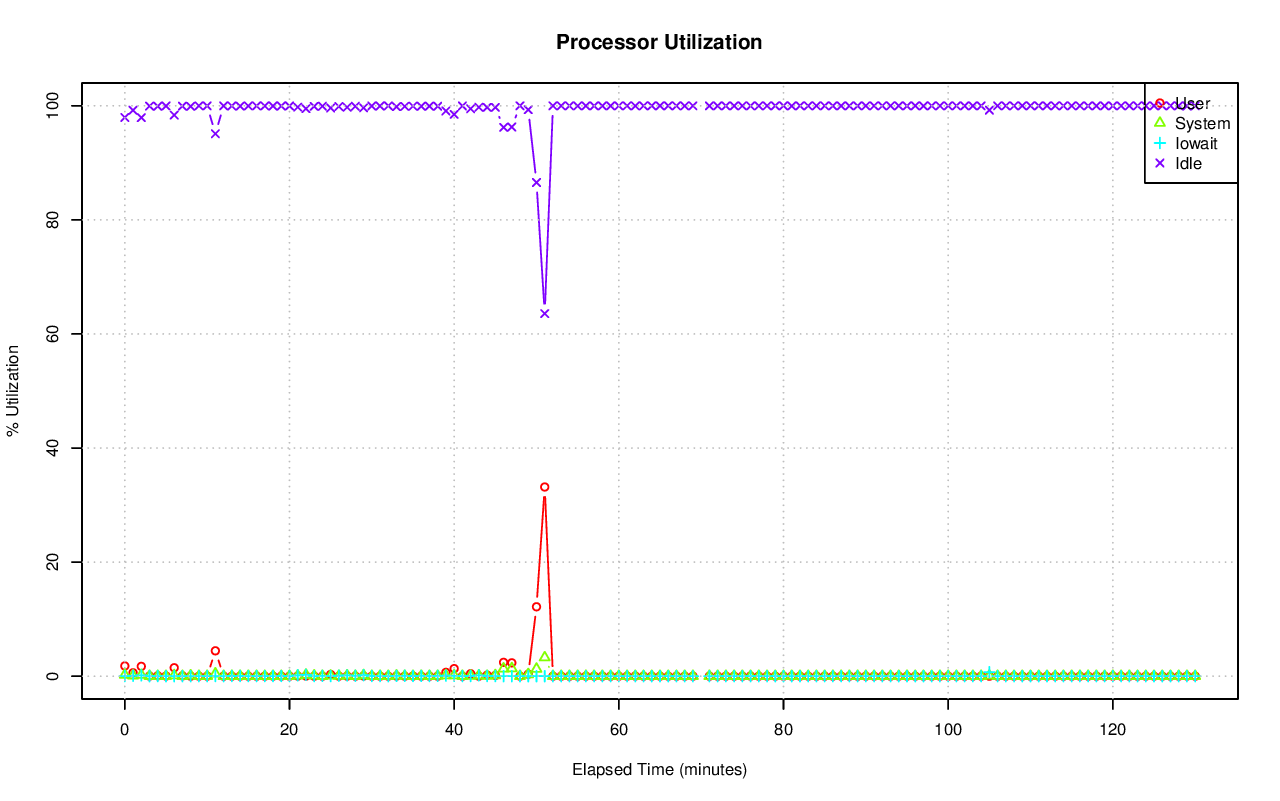 Processor Utilization
% Utilization
100
80
60
40
20
0
User
System
Iowait
Idle
0 20 40 60 80 100 120
Elapsed Time (minutes)